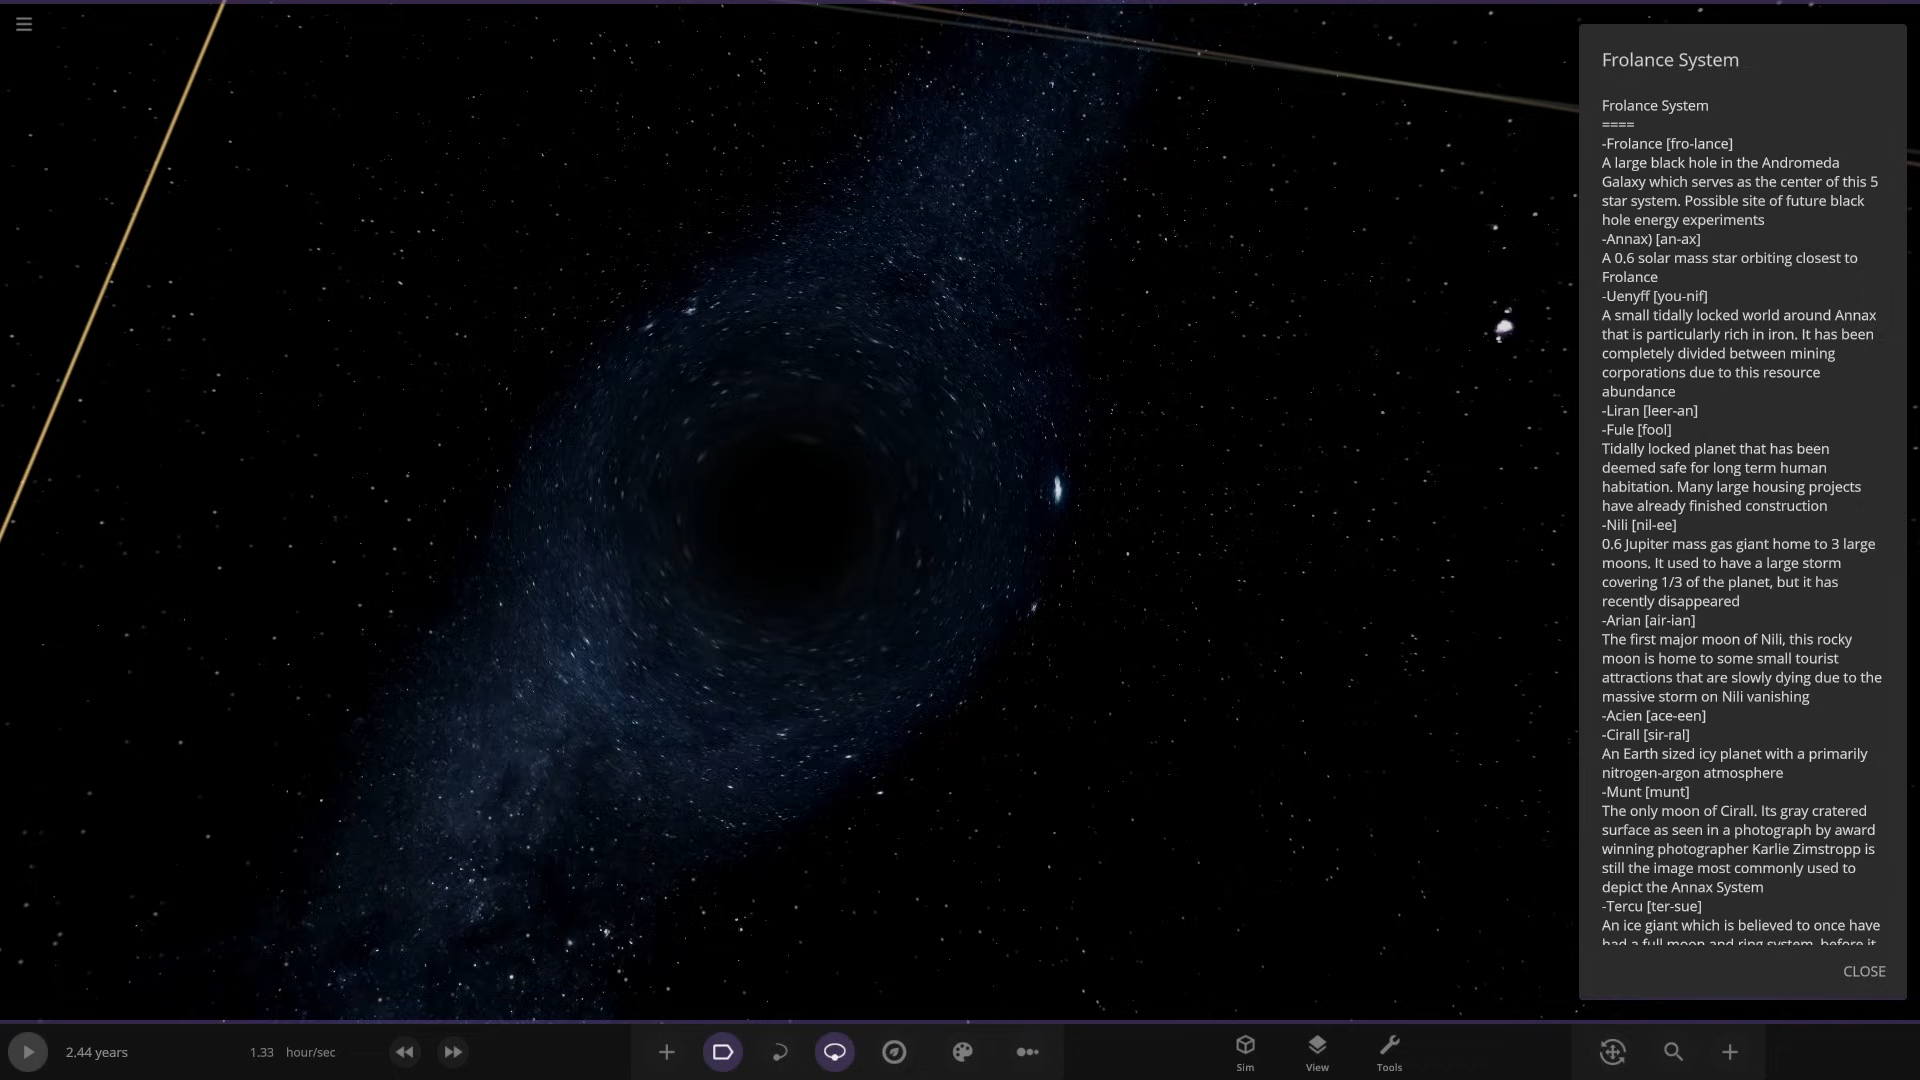 Frolance System
Frolance System
====
-Frolance [fro-lance]
A large black hole in the Andromeda
Galaxy which serves as the center of this 5
star system. Possible site of future black
hole energy experiments
-Annax) [an-ax]
A 0.6 solar mass star orbiting closest to
Frolance
-Uenyff [you-nif]
A small tidally locked world around Annax
that is particularly rich in iron. It has been
completely divided between mining
corporations due to this resource
abundance
-Liran [leer-an]
-Fule [fool]
Tidally locked planet that has been
deemed safe for long term human
habitation. Many large housing projects
have already finished construction
-Nili [nil-ee]
0.6 Jupiter mass gas giant home to 3 large
moons. It used to have a large storm
covering 1/3 of the planet, but it has
recently disappeared
-Arian [air-ian]
The first major moon of Nili, this rocky
moon is home to some small tourist
attractions that are slowly dying due to the
massive storm on Nili vanishing
-Acien [ace-een]
-Cirall [sir-ral]
An Earth sized icy planet with a primarily
nitrogen-argon atmosphere
-Munt [munt]
The only moon of Cirall. Its gray cratered
surface as seen in a photograph by award
winning photographer Karlie Zimstropp is
still the image most commonly used to
depict the Annax System
-Tercu [ter-sue]
An ice giant which is believed to once have
had a full moon and ring system, before it
CLOSE
2.44 years
1.33 hour/sec
Sim
View
Tools